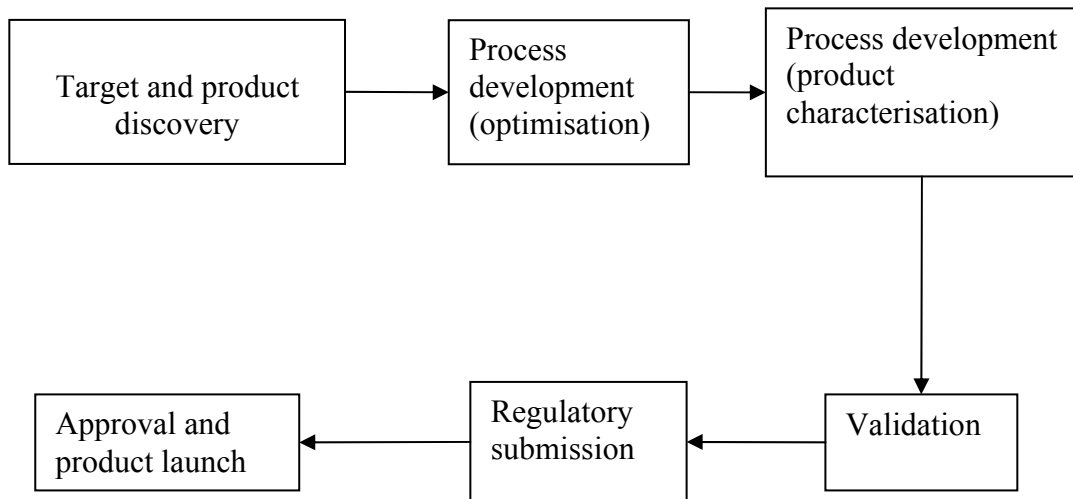 Target and product
discovery
Process
development
(optimisation)
Process development
(product
characterisation)
Validation
Regulatory
submission
Approval and
product launch